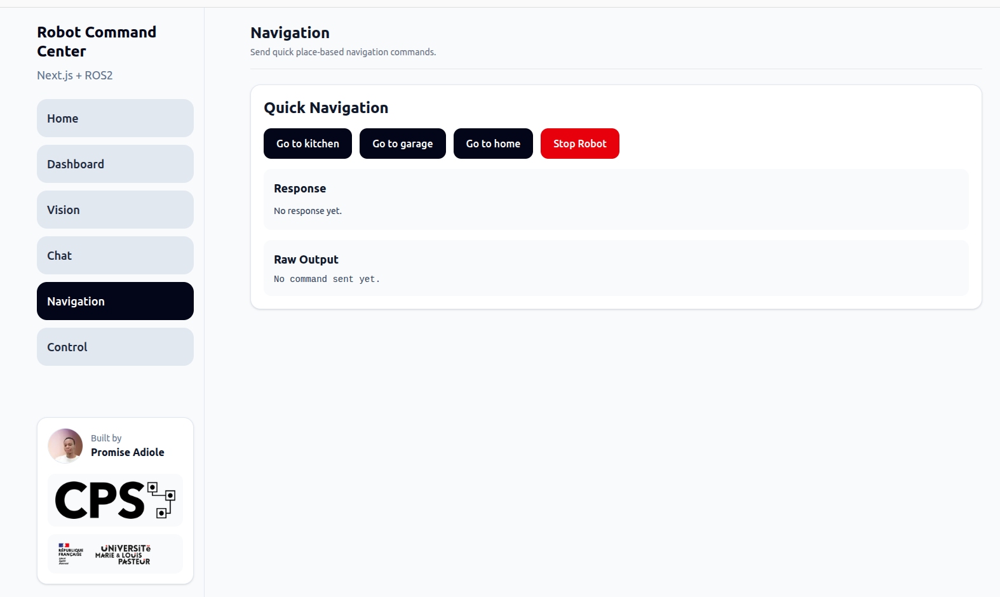 Robot Command
Center
Next.js + ROS2
Home
Dashboard
Vision
Chat
Navigation
Control
Built by
Promise Adiole
CPS
RÉPUBLIQUE
FRANÇAISE
UNIVERSITÉ
MARIE & LOUIS
PASTEUR
Navigation
Send quick place-based navigation commands.
Quick Navigation
Go to kitchen
Go to garage
Go to home
Stop Robot
Response
No response yet.
Raw Output
No command sent yet.